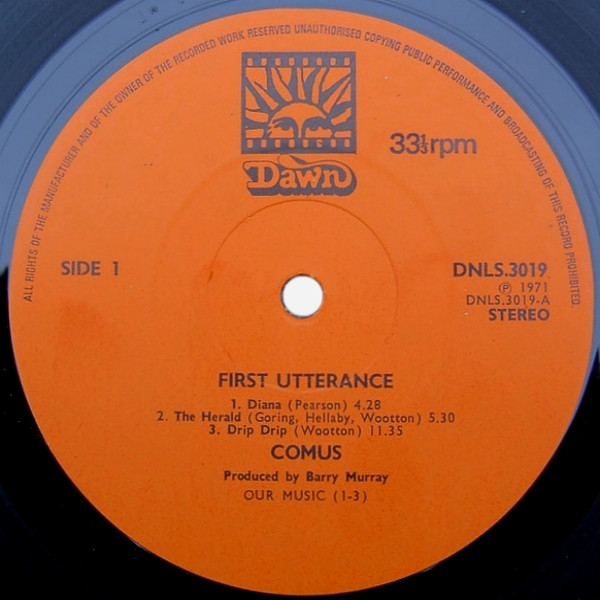 ALL RIGHTS OF THE MANUFACTURER AND OF THE OWNER OF THE RECORDED WORK RESERVED UNAUTHORISED COPYING PUBLIC PERFORMANCE AND BROADCASTING OF THIS RECORD PROHIBITED.
Dawn
33⅓rpm
SIDE 1
DNLS.3019
℗ 1971
DNLS.3019-A
STEREO
FIRST UTTERANCE
1. Diana (Pearson) 4.28
2. The Herald (Goring, Hellaby, Wootton) 5.30
3. Drip Drip (Wootton) 11.35
COMUS
Produced by Barry Murray
OUR MUSIC (1-3)